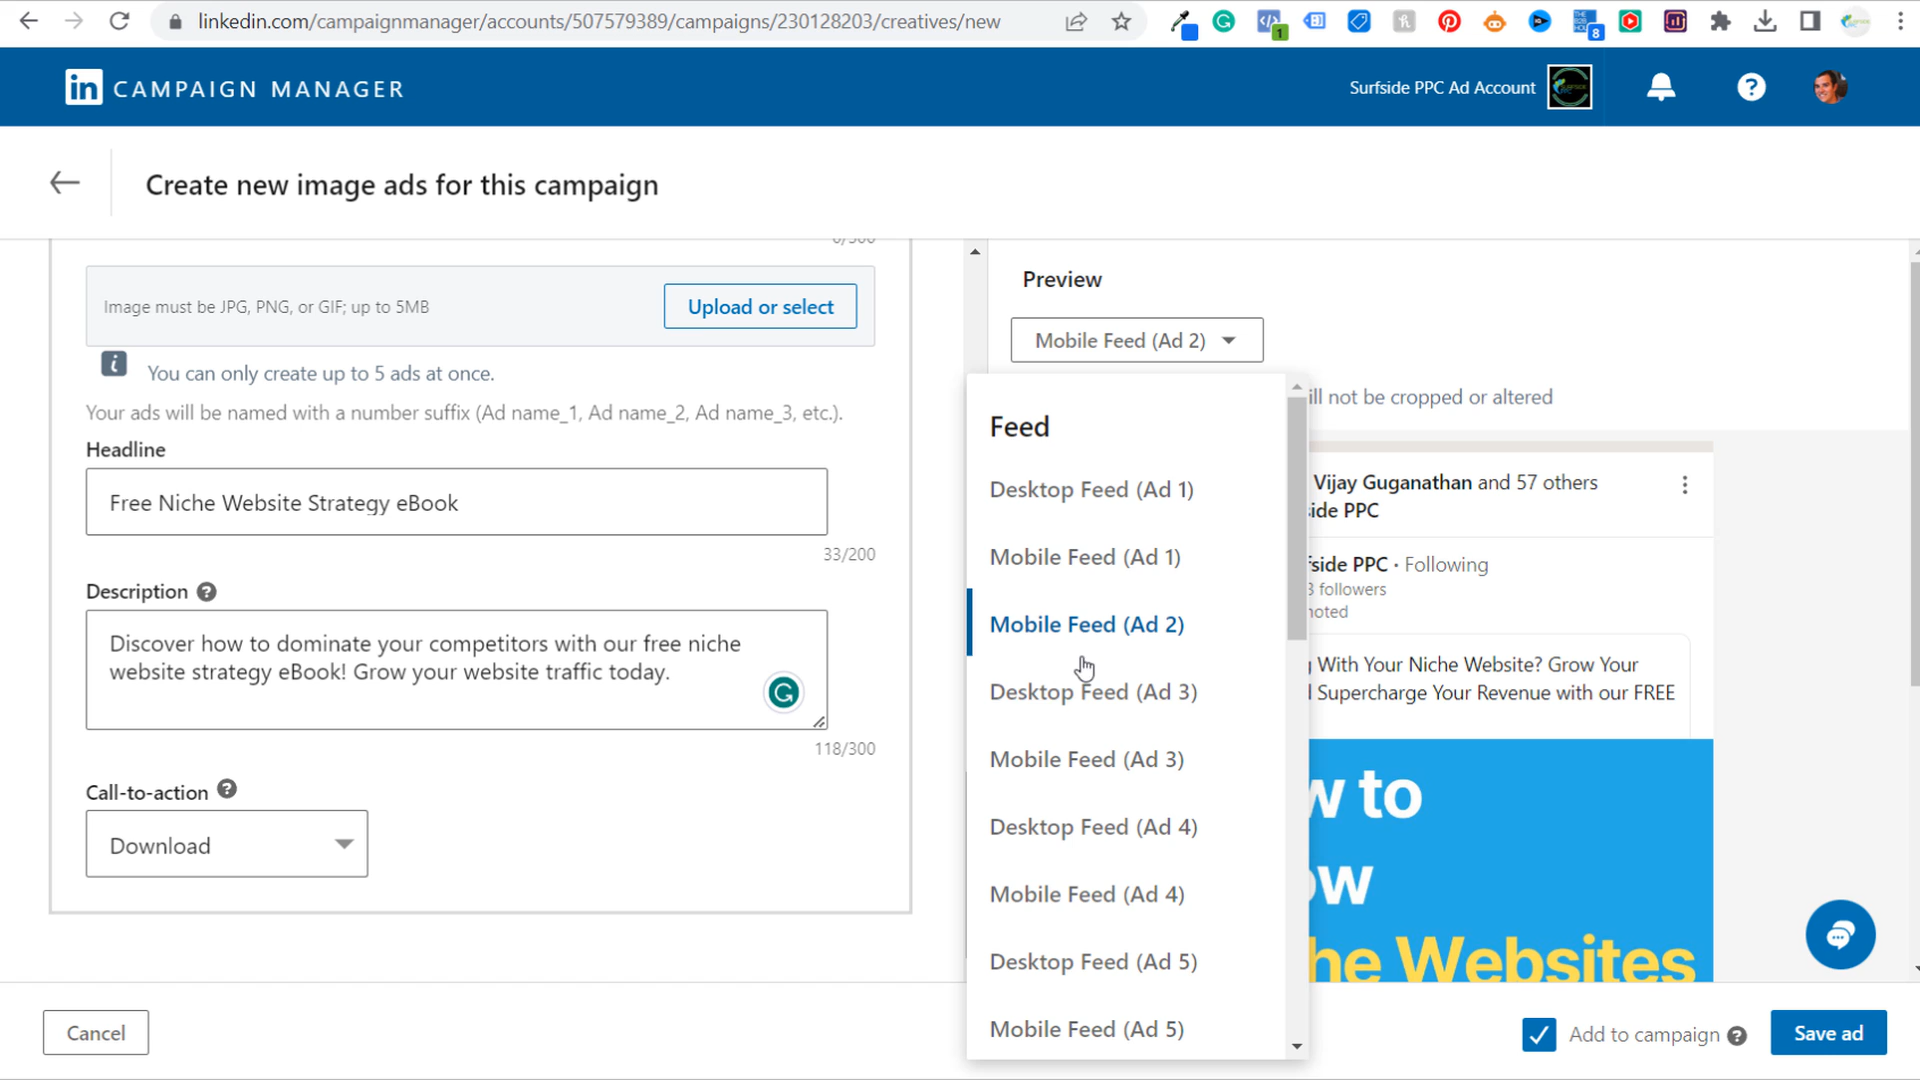 linkedin.com/campaignmanager/accounts/507579389/campaigns/230128203/creatives/new
1
8
in CAMPAIGN MANAGER
Surfside PPC Ad Account
Create new image ads for this campaign
Image must be JPG, PNG, or GIF; up to 5MB
Upload or select
You can only create up to 5 ads at once.
Your ads will be named with a number suffix (Ad name_1, Ad name_2, Ad name_3, etc.).
Headline
Free Niche Website Strategy eBook
33/200
Description
Discover how to dominate your competitors with our free niche
website strategy eBook! Grow your website traffic today.
118/300
Call-to-action
Download
Cancel
Preview
Mobile Feed (Ad 2)
ill not be cropped or altered
Feed
Desktop Feed (Ad 1)
Mobile Feed (Ad 1)
Mobile Feed (Ad 2)
Desktop Feed (Ad 3)
Mobile Feed (Ad 3)
Desktop Feed (Ad 4)
Mobile Feed (Ad 4)
Desktop Feed (Ad 5)
Mobile Feed (Ad 5)
Vijay Guganathan and 57 others
side PPC
fside PPC • Following
followers
noted
With Your Niche Website? Grow Your
Supercharge Your Revenue with our FREE
w to
ow
he Websites
Add to campaign
Save ad